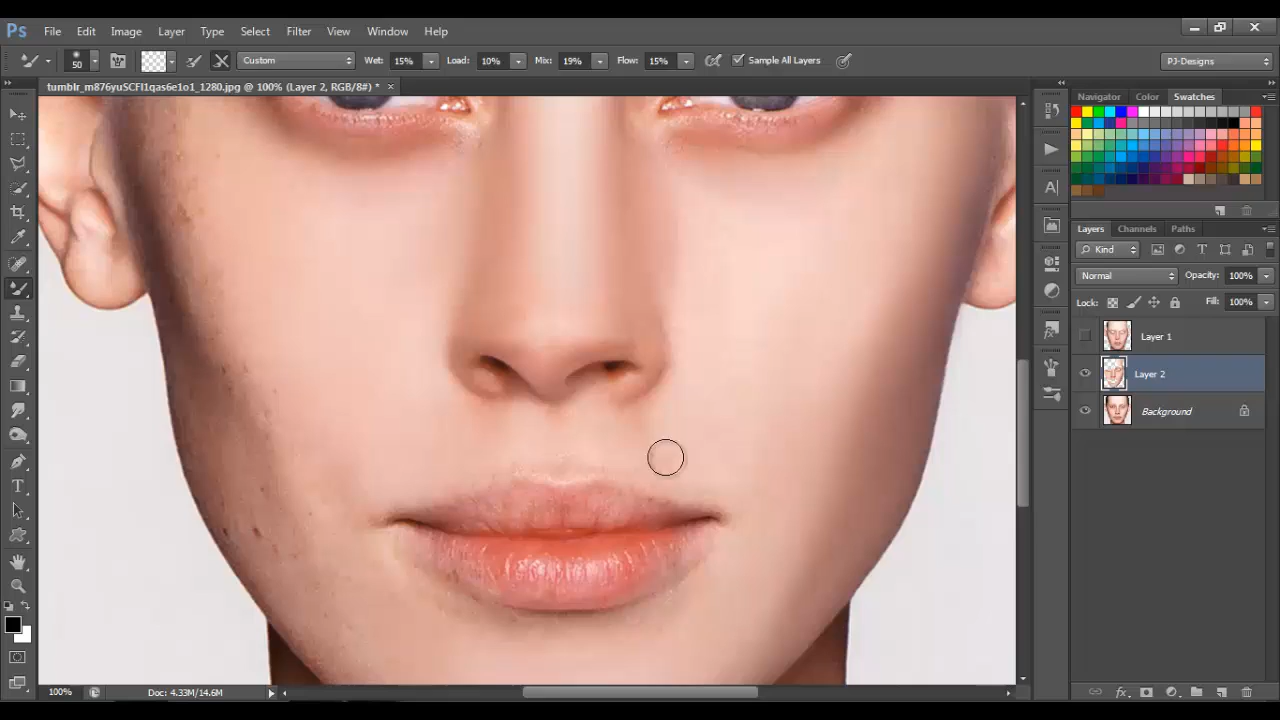 Ps File Edit Image Layer Type Select Filter View Window Help
50 Custom Wet: 15% Load: 10% Mix: 19% Flow: 15% Sample All Layers PJ-Designs
tumblr_m876yuSCFl1qas6e1o1_1280.jpg @ 100% (Layer 2, RGB/8#) *
Navigator Color Swatches
Layers Channels Paths
Kind
Normal Opacity: 100%
Lock: Fill: 100%
Layer 1
Layer 2
Background
100% Doc: 4.33M/14.6M